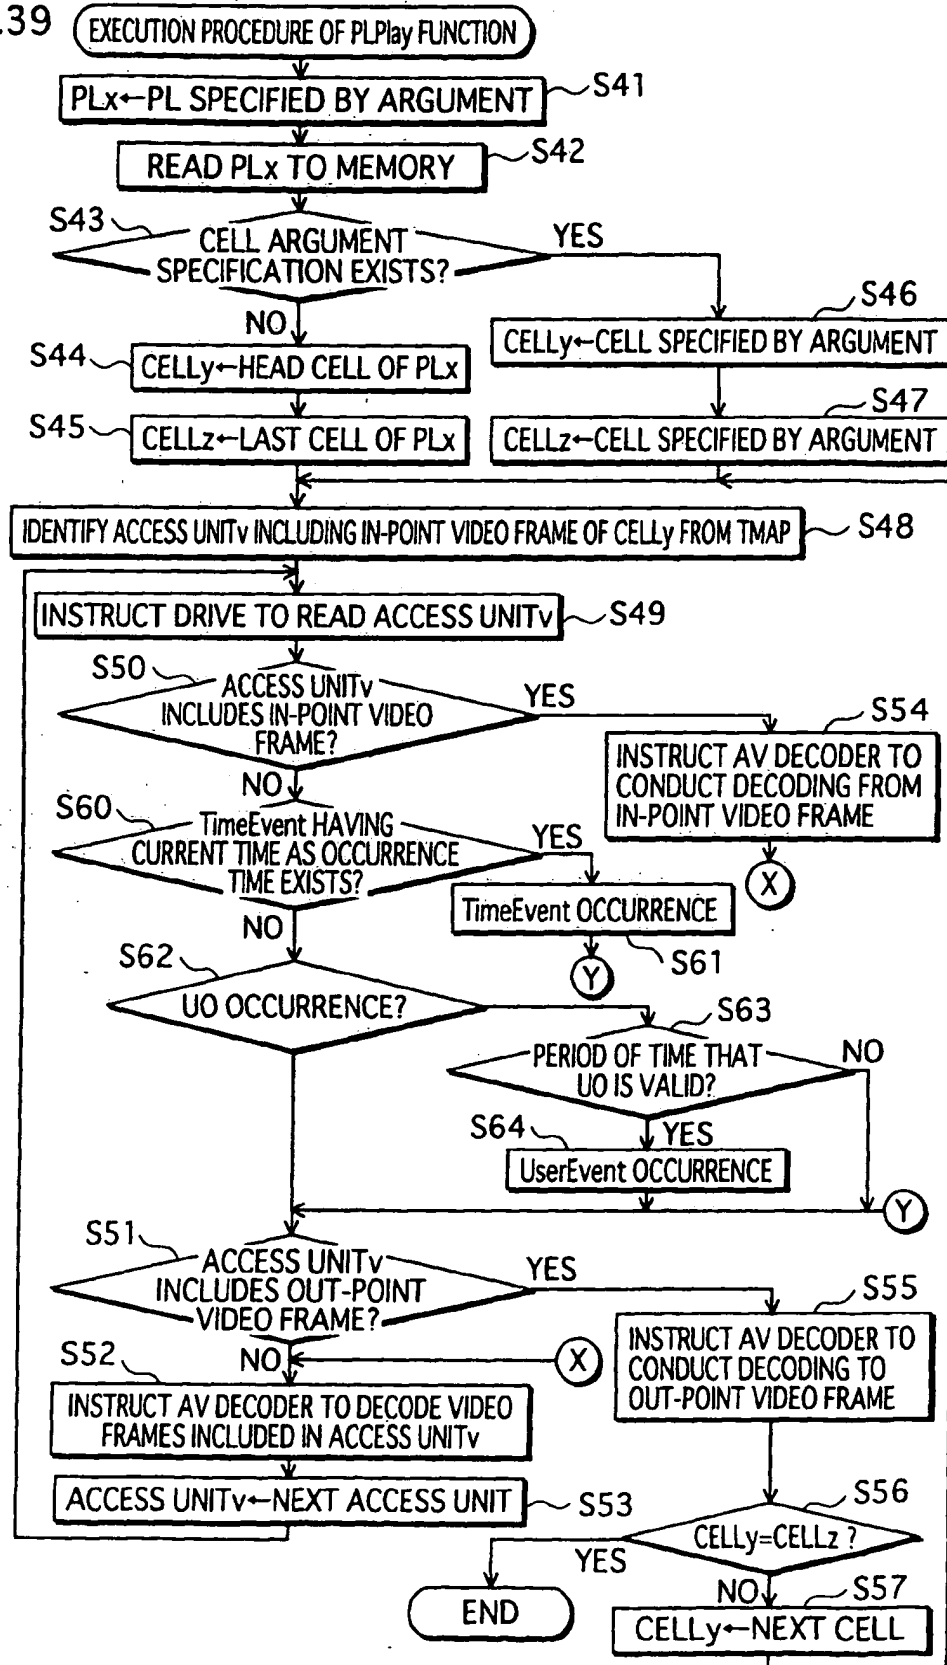 .39
EXECUTION PROCEDURE OF PLPlay FUNCTION
PLx←PL SPECIFIED BY ARGUMENT
S41
READ PLx TO MEMORY
S42
S43
CELL ARGUMENT
SPECIFICATION EXISTS?
YES
NO
S46
CELLy←CELL SPECIFIED BY ARGUMENT
S44
CELLy←HEAD CELL OF PLx
S47
CELLz←CELL SPECIFIED BY ARGUMENT
S45
CELLz←LAST CELL OF PLx
IDENTIFY ACCESS UNITv INCLUDING IN-POINT VIDEO FRAME OF CELLy FROM TMAP
S48
INSTRUCT DRIVE TO READ ACCESS UNITv
S49
S50
ACCESS UNITv
INCLUDES IN-POINT VIDEO
FRAME?
YES
NO
S54
INSTRUCT AV DECODER TO
CONDUCT DECODING FROM
IN-POINT VIDEO FRAME
X
S60
TimeEvent HAVING
CURRENT TIME AS OCCURRENCE
TIME EXISTS?
YES
NO
TimeEvent OCCURRENCE
S61
Y
S62
UO OCCURRENCE?
S63
PERIOD OF TIME THAT
UO IS VALID?
NO
YES
S64
UserEvent OCCURRENCE
Y
S51
ACCESS UNITv
INCLUDES OUT-POINT
VIDEO FRAME?
YES
NO
X
S55
INSTRUCT AV DECODER TO
CONDUCT DECODING TO
OUT-POINT VIDEO FRAME
S52
INSTRUCT AV DECODER TO DECODE VIDEO
FRAMES INCLUDED IN ACCESS UNITv
ACCESS UNITv←NEXT ACCESS UNIT
S53
S56
CELLy=CELLz ?
YES
NO
END
S57
CELLy←NEXT CELL